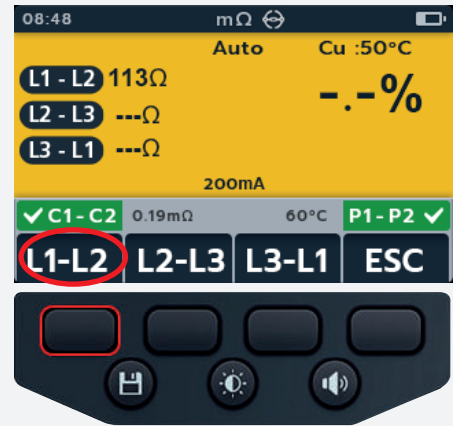 08:48 mΩ
Auto Cu :50°C
L1 - L2 113Ω
-.-%
L2 - L3 ---Ω
L3 - L1 ---Ω
200mA
✓ C1 - C2 0.19mΩ 60°C P1 - P2 ✓
L1-L2 L2-L3 L3-L1 ESC